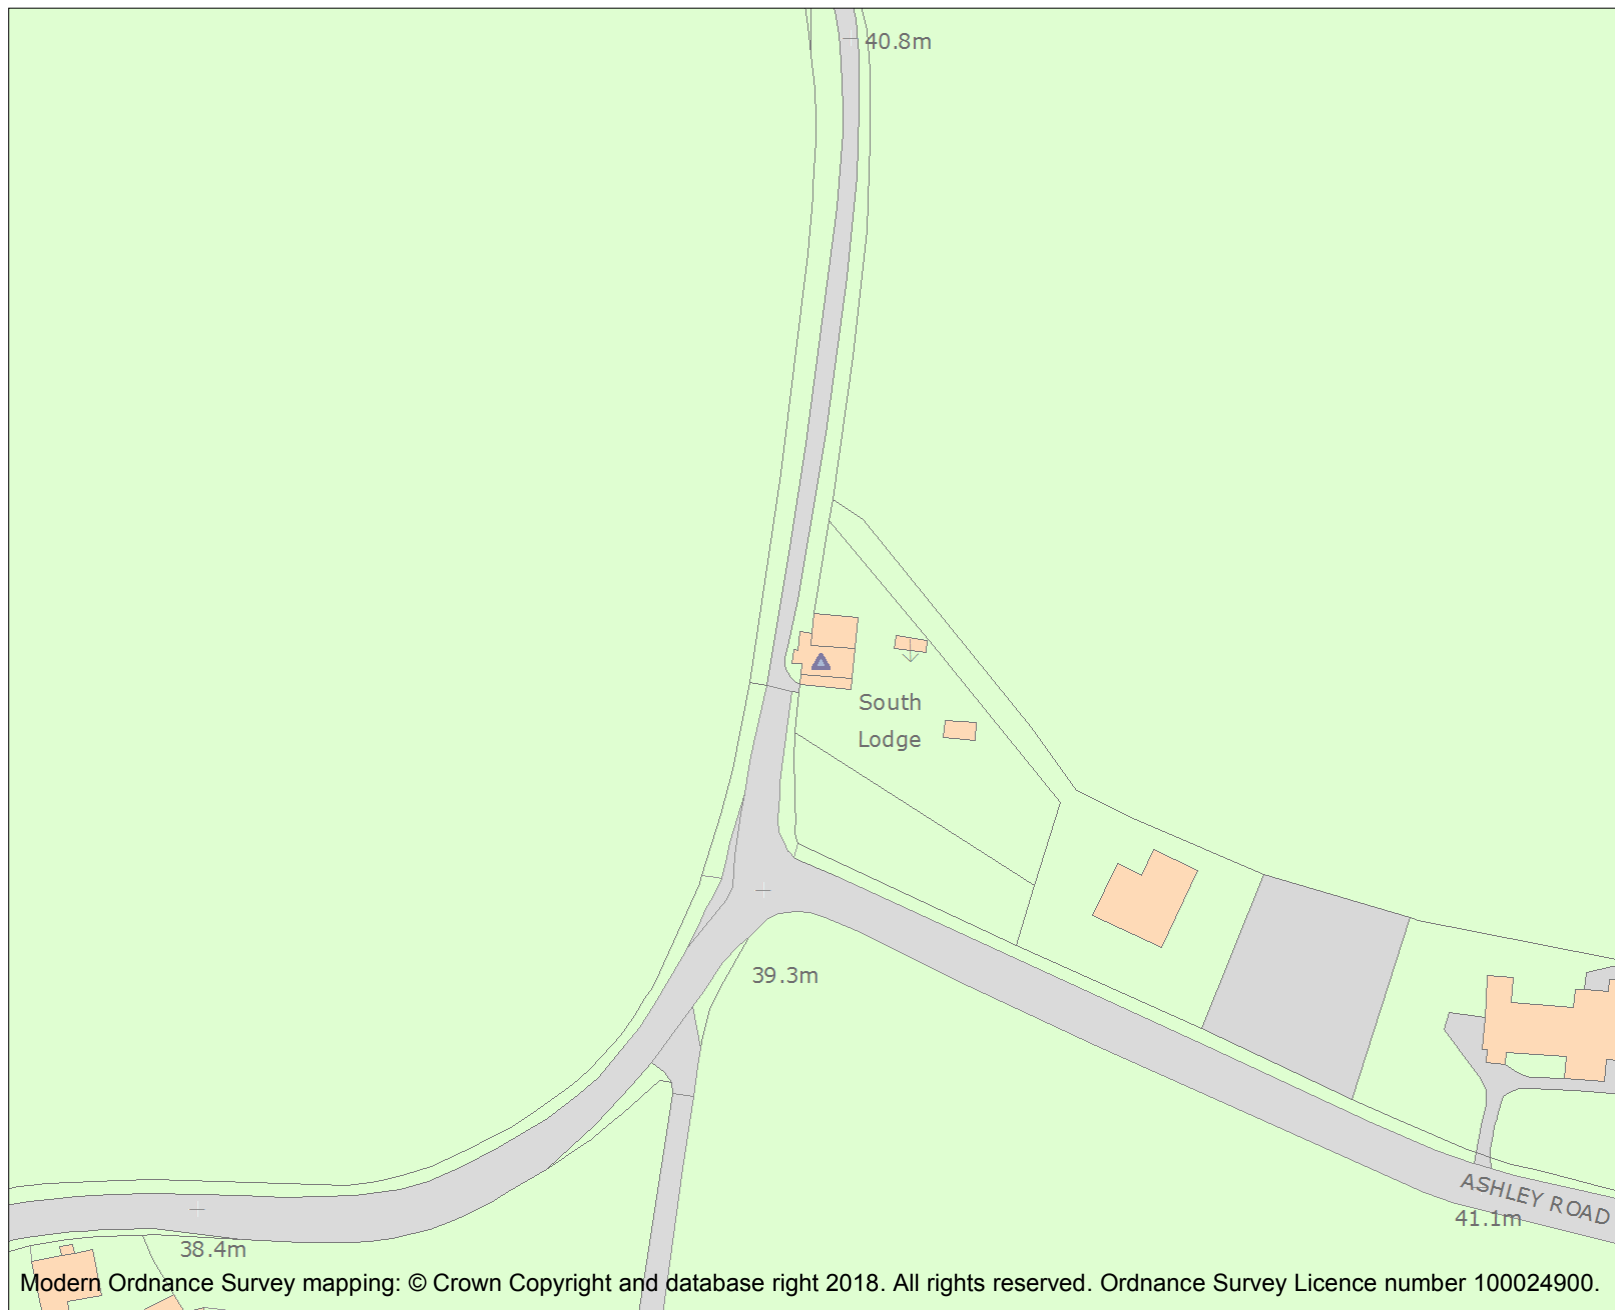 40.8m
South
Lodge
39.3m
ASHLEY ROAD
41.1m
38.4m
Modern Ordnance Survey mapping: © Crown Copyright and database right 2018. All rights reserved. Ordnance Survey Licence number 100024900.